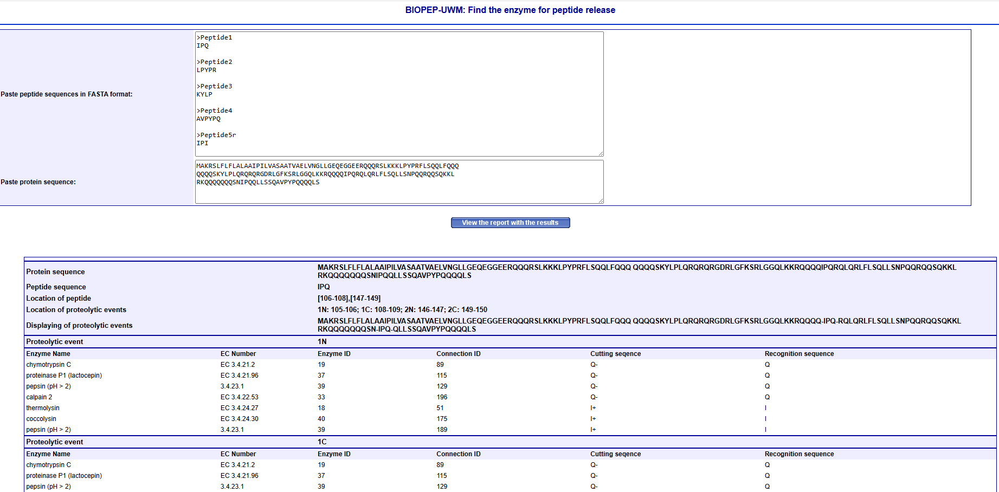 BIOPEP-UWM: Find the enzyme for peptide release
Paste peptide sequences in FASTA format:
>Peptide1
IPQ
>Peptide2
LPYPR
>Peptide3
KYLP
>Peptide4
AVPYPQ
>Peptide5r
IPI
Paste protein sequence:
MAKRSLFLFLALAAIPILVASAATVAELVNGLLGEQEGGEERQQQRSLKKKLPYPRFLSQQLFQQQ
QQQQSKYLPLQRQRQRGDRLGFKSRLGGQLKKRQQQQIPQRQLQRLFLSQLLSNPQQRQQSQKKL
RKQQQQQQQSNIPQQLLSSQAVPYPQQQQLS
View the report with the results
Protein sequence MAKRSLFLFLALAAIPILVASAATVAELVNGLLGEQEGGEERQQQRSLKKKLPYPRFLSQQLFQQQ QQQQSKYLPLQRQRQRGDRLGFKSRLGGQLKKRQQQQIPQRQLQRLFLSQLLSNPQQRQQSQKKL
RKQQQQQQQSNIPQQLLSSQAVPYPQQQQLS
Peptide sequence IPQ
Location of peptide [106-108],[147-149]
Location of proteolytic events 1N: 105-106; 1C: 108-109; 2N: 146-147; 2C: 149-150
Displaying of proteolytic events MAKRSLFLFLALAAIPILVASAATVAELVNGLLGEQEGGEERQQQRSLKKKLPYPRFLSQQLFQQQ QQQQSKYLPLQRQRQRGDRLGFKSRLGGQLKKRQQQQ-IPQ-RQLQRLFLSQLLSNPQQRQQSQKKL
RKQQQQQQQSN-IPQ-QLLSSQAVPYPQQQQLS
Proteolytic event 1N
Enzyme Name EC Number Enzyme ID Connection ID Cutting seqence Recognition sequence
chymotrypsin C EC 3.4.21.2 19 89 Q- Q
proteinase P1 (lactocepin) EC 3.4.21.96 37 115 Q- Q
pepsin (pH > 2) 3.4.23.1 39 129 Q- Q
calpain 2 EC 3.4.22.53 33 196 Q- Q
thermolysin EC 3.4.24.27 18 51 I+ I
coccolysin EC 3.4.24.30 40 175 I+ I
pepsin (pH > 2) 3.4.23.1 39 189 I+ I
Proteolytic event 1C
Enzyme Name EC Number Enzyme ID Connection ID Cutting seqence Recognition sequence
chymotrypsin C EC 3.4.21.2 19 89 Q- Q
proteinase P1 (lactocepin) EC 3.4.21.96 37 115 Q- Q
pepsin (pH > 2) 3.4.23.1 39 129 Q- Q